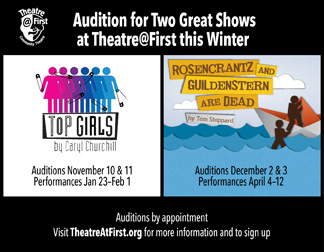 Theatre
@First
Audition for Two Great Shows
at Theatre@First this Winter
TOP GIRLS
by Caryl Churchill
Auditions November 10 & 11
Performances Jan 23–Feb 1
ROSENCRANTZ AND
GUILDENSTERN
ARE DEAD
by Tom Stoppard
Auditions December 2 & 3
Performances April 4–12
Auditions by appointment
Visit TheatreAtFirst.org for more information and to sign up